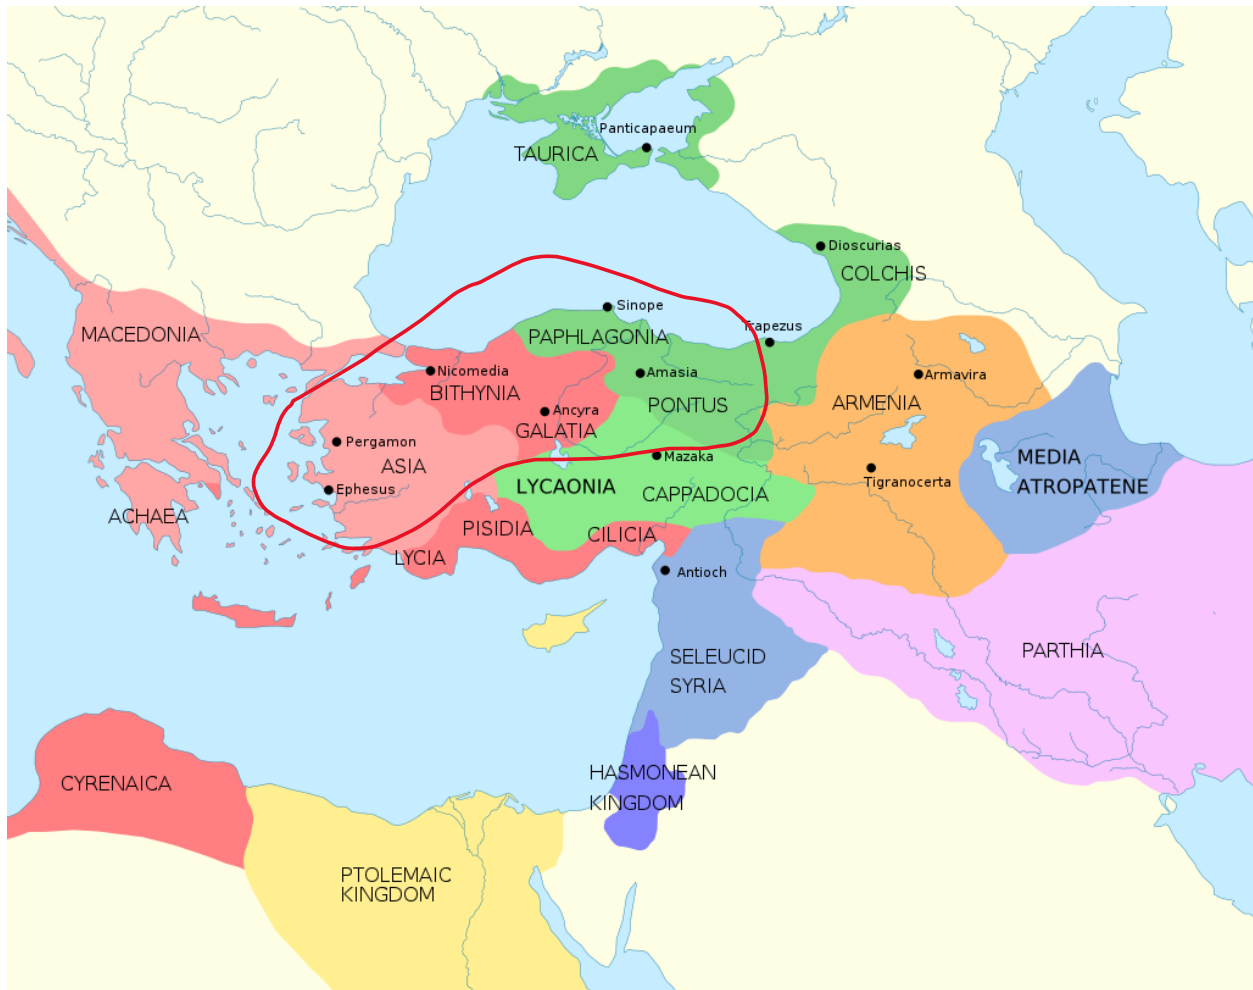 Panticapaeum
TAURICA
Dioscurias
COLCHIS
Sinope
Trapezus
MACEDONIA
PAPHLAGONIA
Nicomedia
Amasia
Armavira
BITHYNIA
ARMENIA
PONTUS
Ancyra
GALATIA
Pergamon
ASIA
Mazaka
MEDIA
ATROPATENE
Tigranocerta
Ephesus
LYCAONIA
CAPPADOCIA
ACHAEA
PISIDIA
CILICIA
LYCIA
Antioch
SELEUCID
SYRIA
PARTHIA
HASMONEAN
KINGDOM
CYRENAICA
PTOLEMAIC
KINGDOM